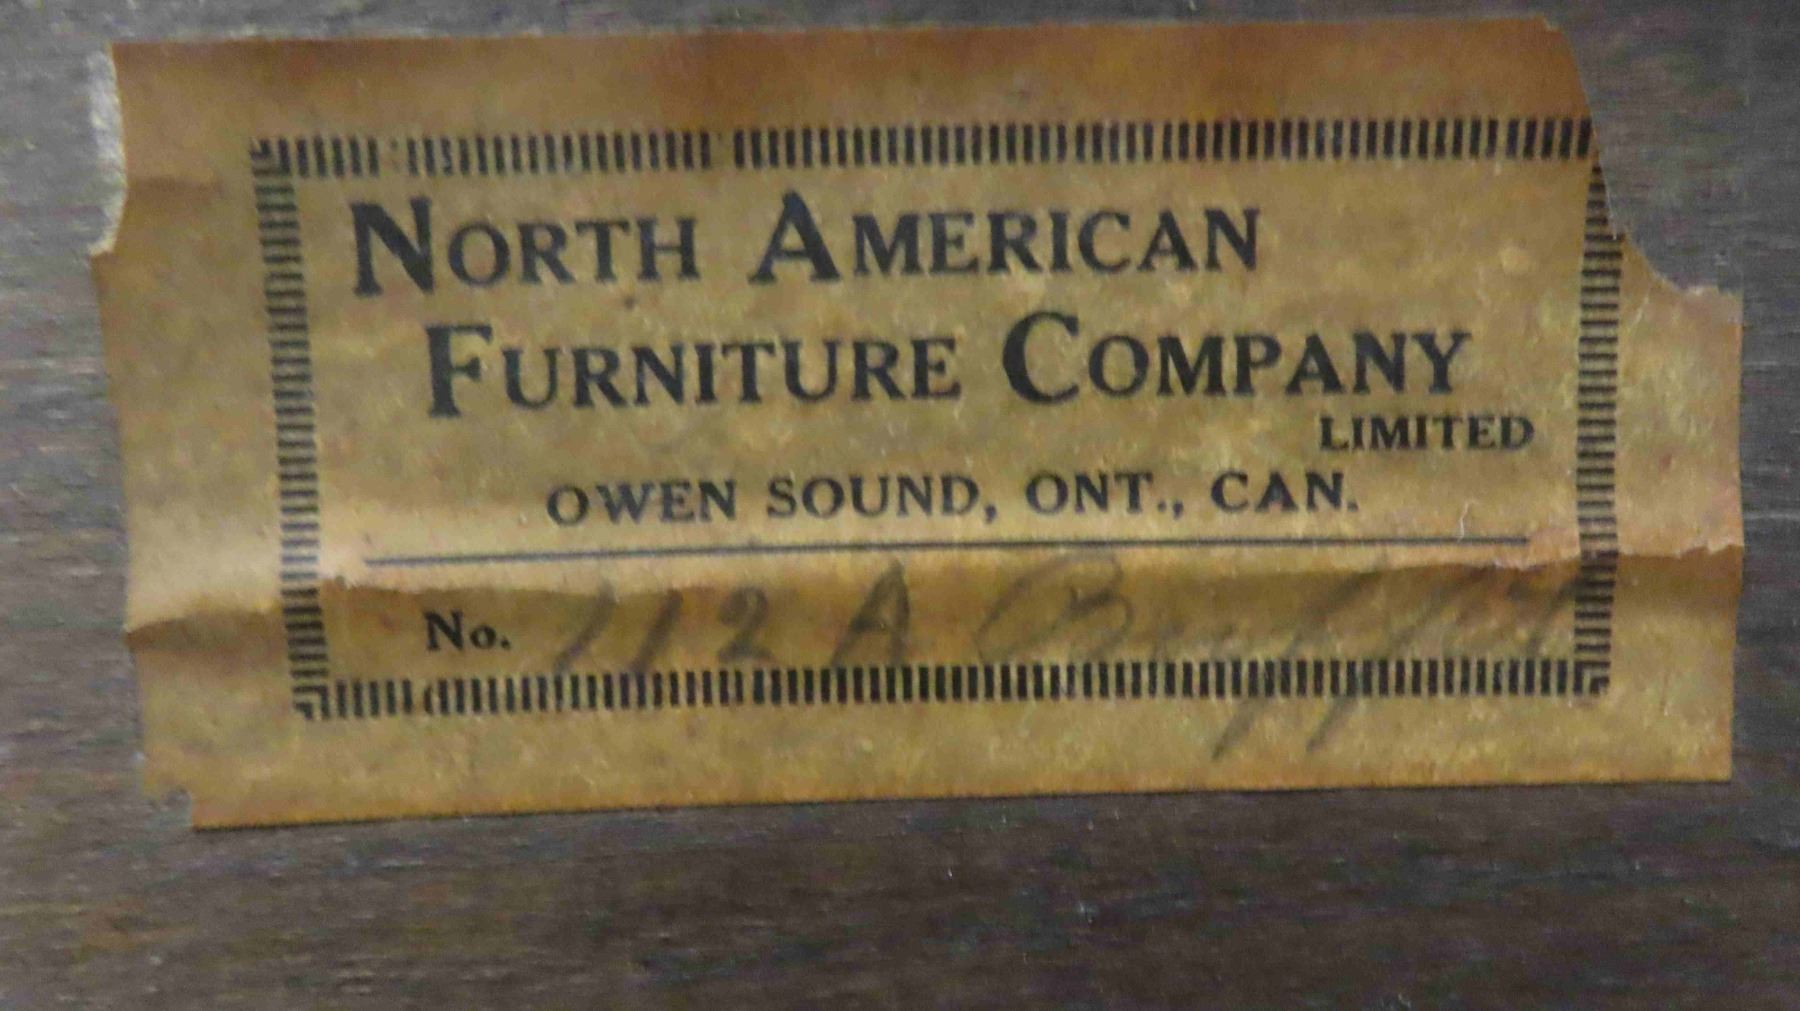 NORTH AMERICAN
FURNITURE COMPANY
LIMITED
OWEN SOUND, ONT., CAN.
No. 112 A Buffet